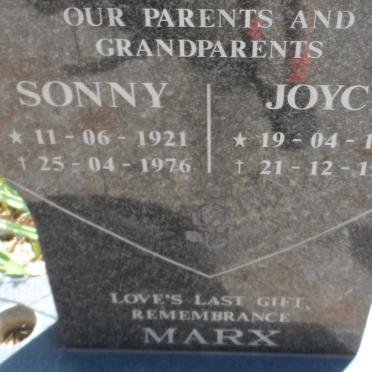 OUR PARENTS AND
GRANDPARENTS
SONNY JOYC
★ 11-06-1921 ★ 19-04-1
† 25-04-1976 † 21-12-19
LOVE'S LAST GIFT,
REMEMBRANCE
MARX